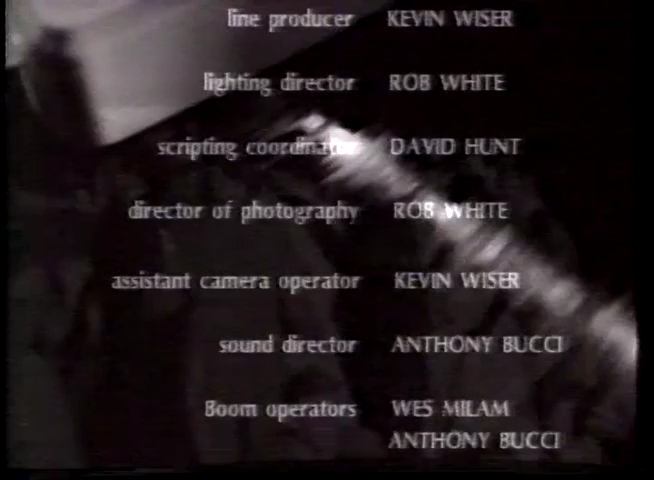 line producer KEVIN WISER
lighting director ROB WHITE
scripting coordinator DAVID HUNT
director of photography ROB WHITE
assistant camera operator KEVIN WISER
sound director ANTHONY BUCCI
Boom operators WES MILAM
ANTHONY BUCCI